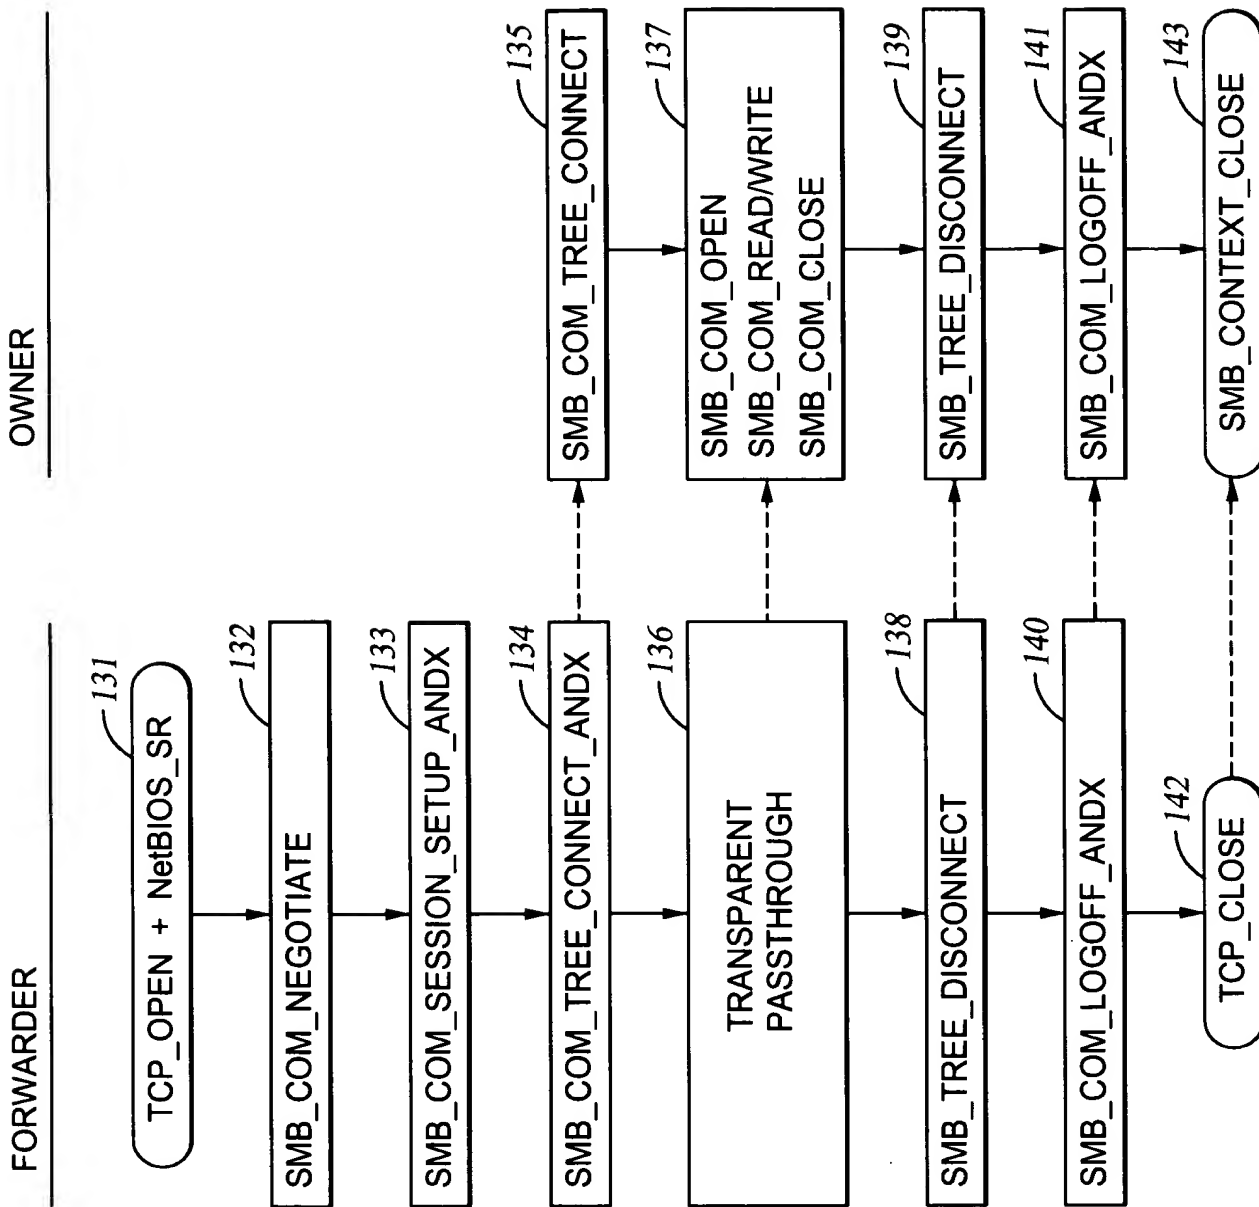 FORWARDER
OWNER
131
TCP_OPEN + NetBIOS_SR
132
SMB_COM_NEGOTIATE
133
SMB_COM_SESSION_SETUP_ANDX
134
SMB_COM_TREE_CONNECT_ANDX
135
SMB_COM_TREE_CONNECT
136
TRANSPARENT
PASSTHROUGH
137
SMB_COM_OPEN
SMB_COM_READ/WRITE
SMB_COM_CLOSE
138
SMB_TREE_DISCONNECT
139
SMB_TREE_DISCONNECT
140
SMB_COM_LOGOFF_ANDX
141
SMB_COM_LOGOFF_ANDX
142
TCP_CLOSE
143
SMB_CONTEXT_CLOSE